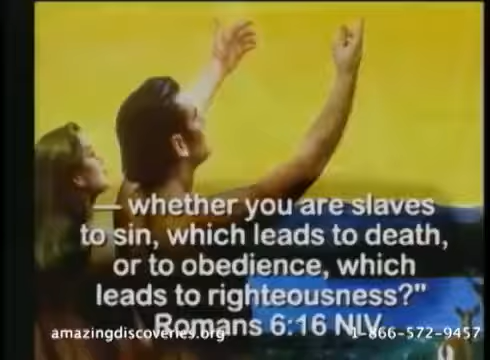 — whether you are slaves
to sin, which leads to death,
or to obedience, which
leads to righteousness?"
Romans 6:16 NIV
amazingdiscoveries.org
1-866-572-9457